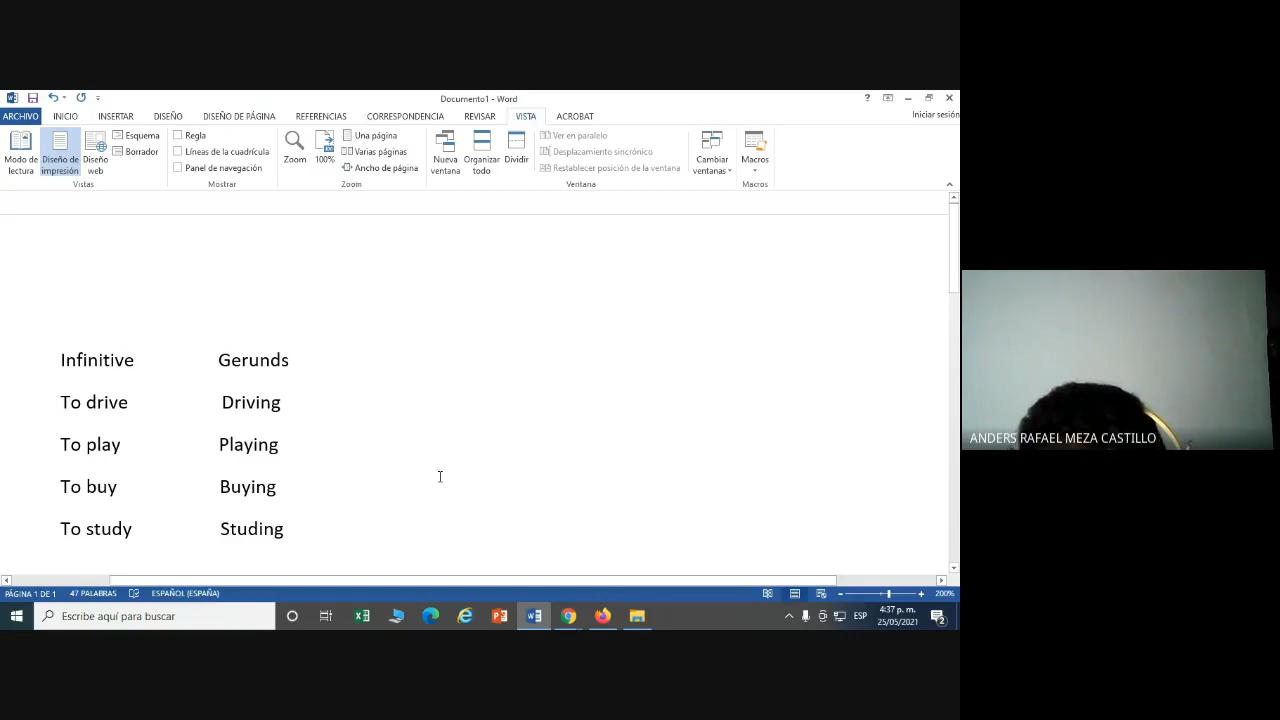 Documento1 - Word
Iniciar sesión
ARCHIVO INICIO INSERTAR DISEÑO DISEÑO DE PÁGINA REFERENCIAS CORRESPONDENCIA REVISAR VISTA ACROBAT
Modo de lectura
Diseño de impresión
Diseño web
Esquema
Borrador
Vistas
Regla
Líneas de la cuadrícula
Panel de navegación
Mostrar
Zoom
100%
Una página
Varias páginas
Ancho de página
Zoom
Nueva ventana
Organizar todo
Dividir
Ver en paralelo
Desplazamiento sincrónico
Restablecer posición de la ventana
Ventana
Cambiar ventanas
Macros
Macros
Infinitive Gerunds
To drive Driving
To play Playing
To buy Buying
To study Studing
ANDERS RAFAEL MEZA CASTILLO
PÁGINA 1 DE 1 47 PALABRAS ESPAÑOL (ESPAÑA) 200%
Escribe aquí para buscar
ESP
4:37 p. m.
25/05/2021
2